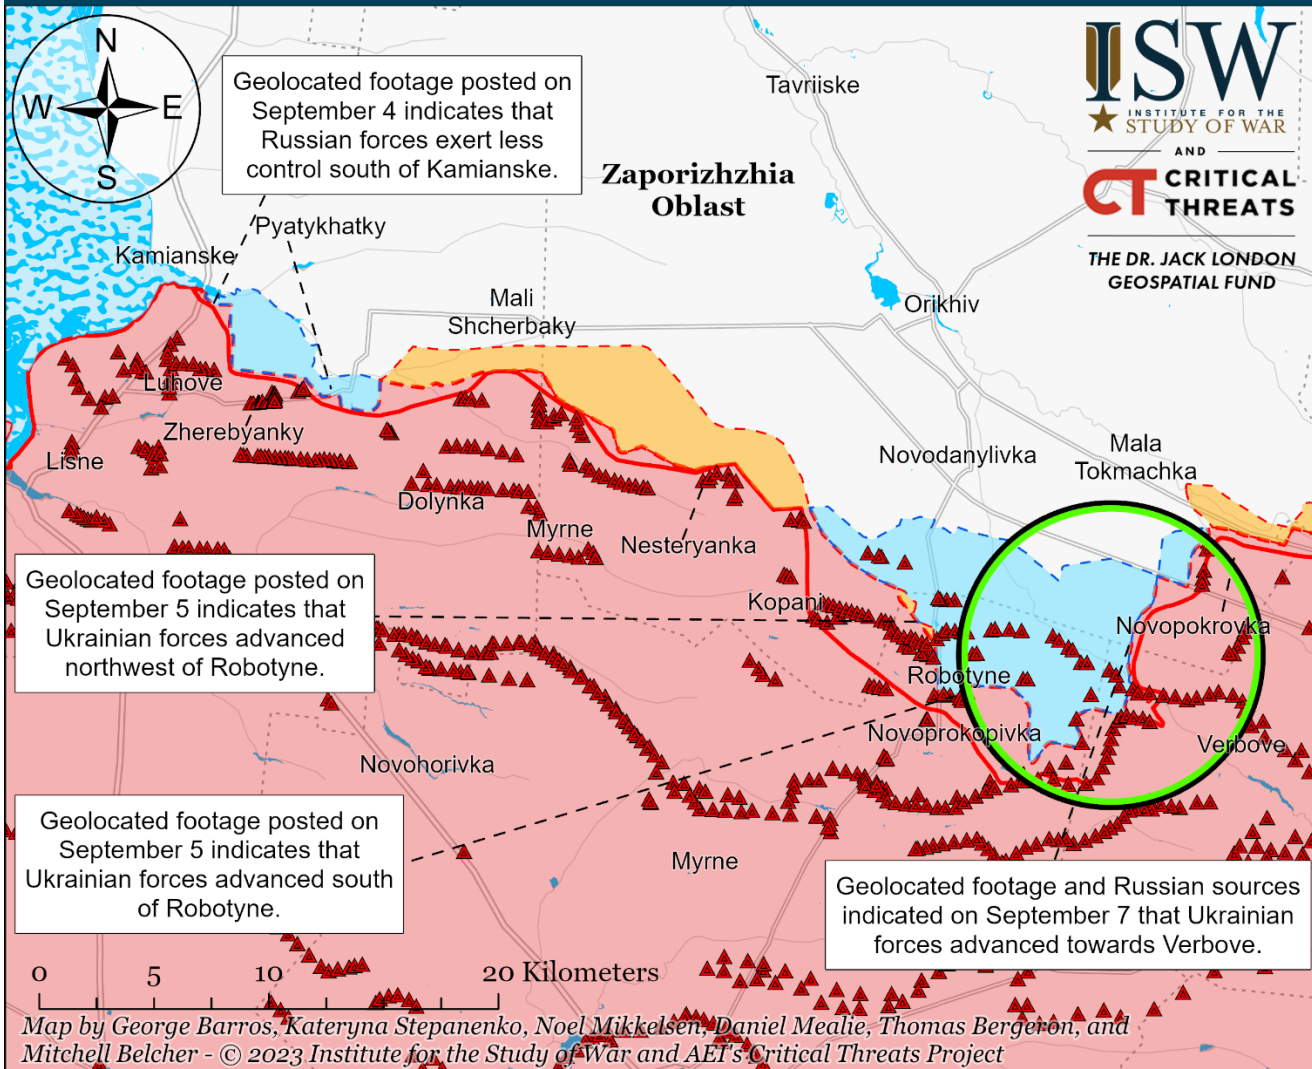 N
W
E
S
Geolocated footage posted on
September 4 indicates that
Russian forces exert less
control south of Kamianske.
ISW
INSTITUTE FOR THE
STUDY OF WAR
AND
CT CRITICAL
THREATS
THE DR. JACK LONDON
GEOSPATIAL FUND
Tavriiske
Zaporizhzhia
Oblast
Pyatykhatky
Kamianske
Mali
Shcherbaky
Orikhiv
Luhove
Zherebyanky
Lisne
Novodanylivka
Mala
Tokmachka
Dolynka
Myrne
Nesteryanka
Geolocated footage posted on
September 5 indicates that
Ukrainian forces advanced
northwest of Robotyne.
Kopani
Novopokrovka
Robotyne
Novoprokopivka
Verbove
Novohorivka
Geolocated footage posted on
September 5 indicates that
Ukrainian forces advanced south
of Robotyne.
Myrne
Geolocated footage and Russian sources
indicated on September 7 that Ukrainian
forces advanced towards Verbove.
0 5 10 20 Kilometers
Map by George Barros, Kateryna Stepanenko, Noel Mikkelsen, Daniel Mealie, Thomas Bergeron, and
Mitchell Belcher - © 2023 Institute for the Study of War and AEI's Critical Threats Project